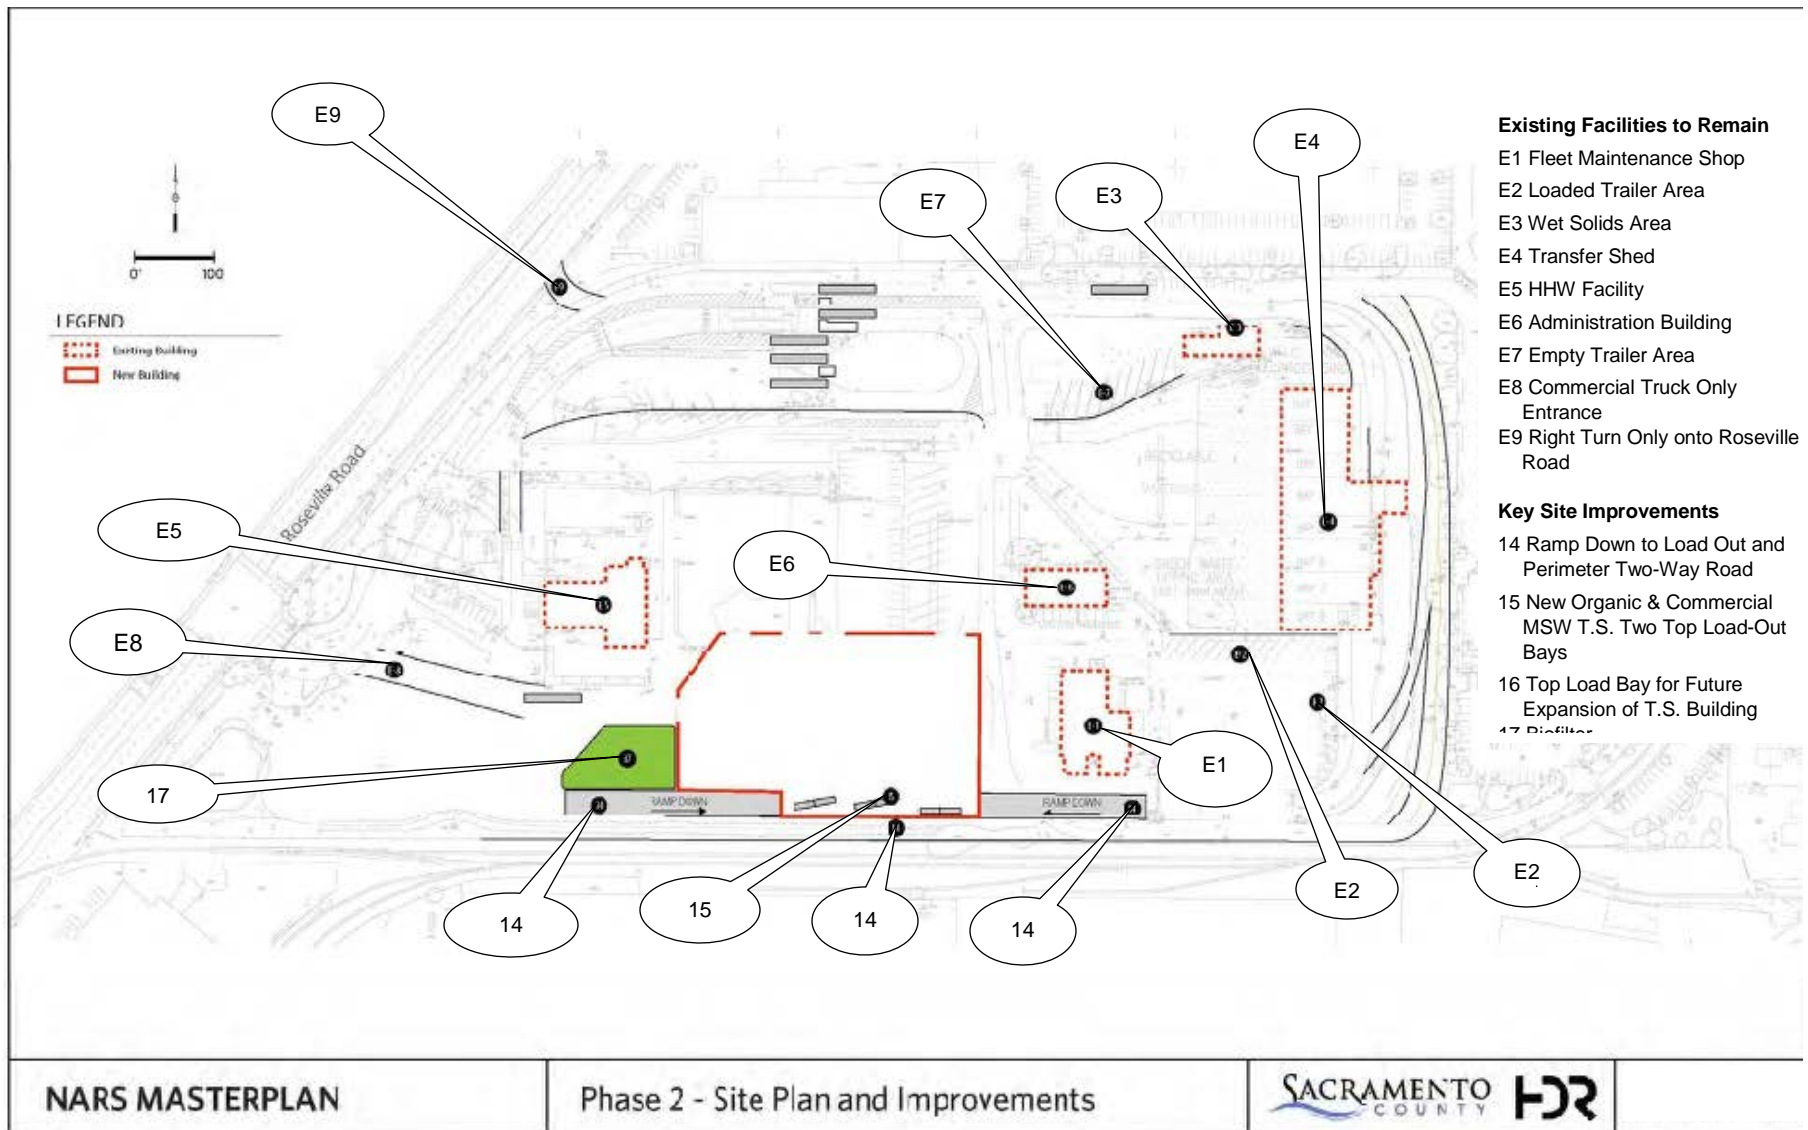 E9
E4
E7
E3
Existing Facilities to Remain
E1 Fleet Maintenance Shop
E2 Loaded Trailer Area
E3 Wet Solids Area
E4 Transfer Shed
E5 HHW Facility
E6 Administration Building
E7 Empty Trailer Area
E8 Commercial Truck Only
Entrance
E9 Right Turn Only onto Roseville
Road
Key Site Improvements
14 Ramp Down to Load Out and
Perimeter Two-Way Road
15 New Organic & Commercial
MSW T.S. Two Top Load-Out
Bays
16 Top Load Bay for Future
Expansion of T.S. Building
17 Biofilter
0'
100
LEGEND
Existing Building
New Building
Roseville Road
E5
E6
E8
E1
17
RAMP DOWN
RAMP DOWN
E2
E2
14
15
14
14
NARS MASTERPLAN
Phase 2 - Site Plan and Improvements
SACRAMENTO
COUNTY
HDR